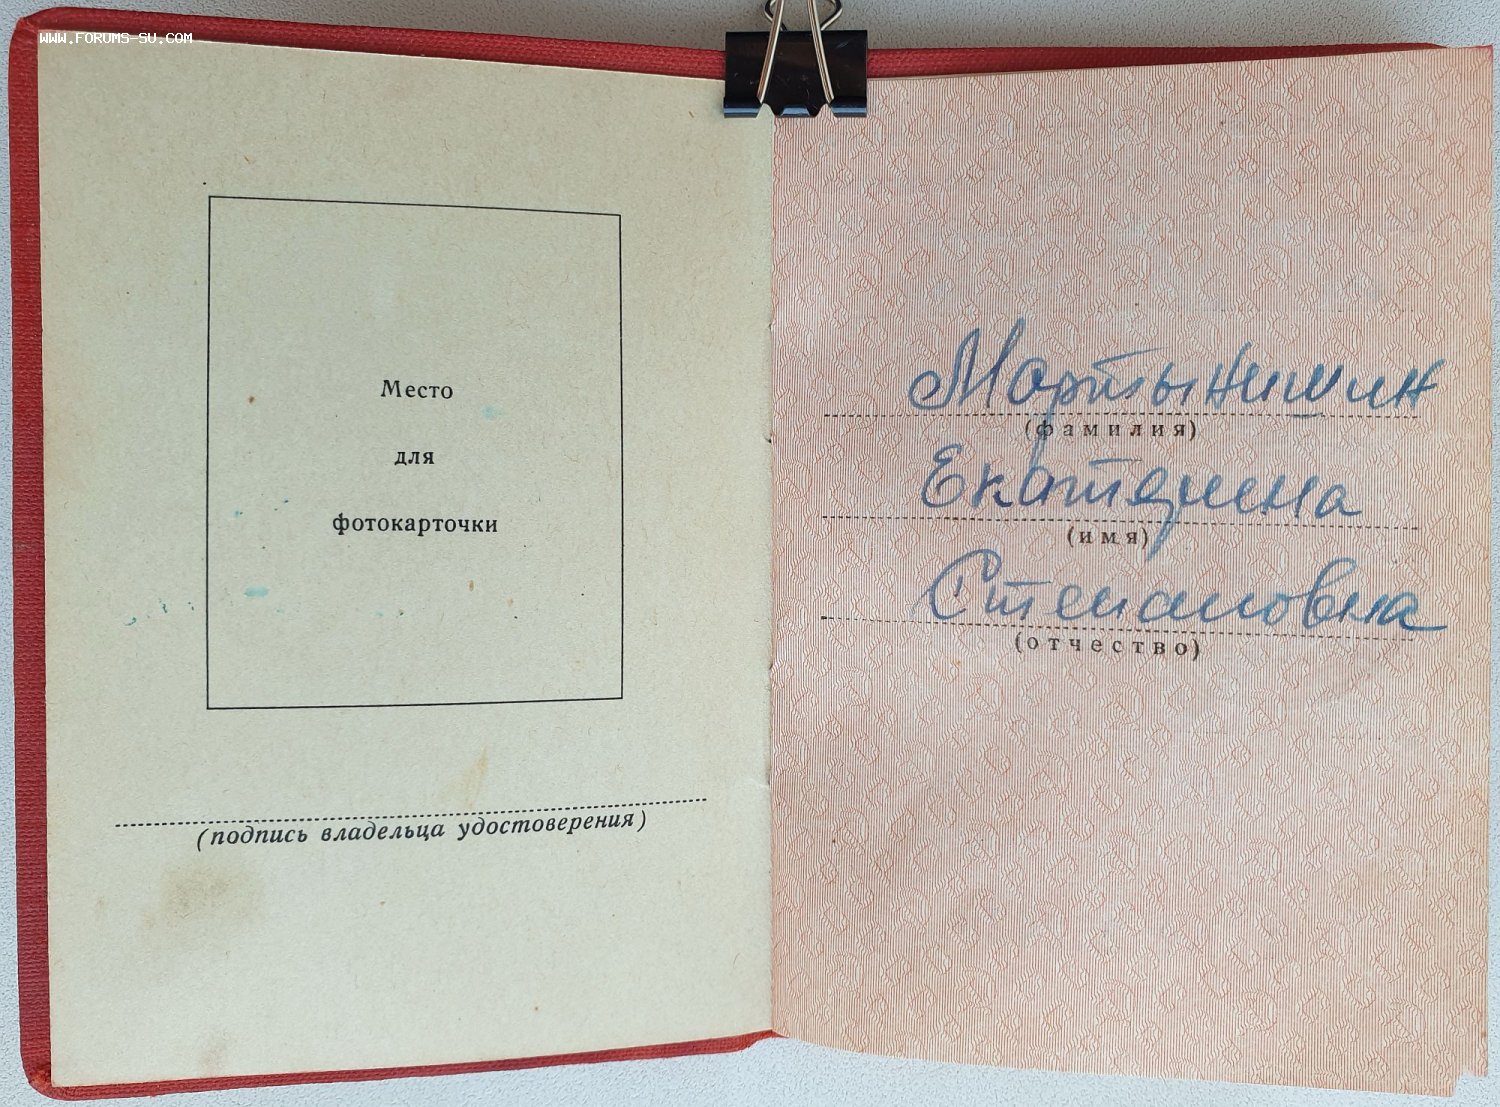 WWW.FORUMS-SU.COM
Место
для
фотокарточки
(подпись владельца удостоверения)
Мартынишин
(фамилия)
Екатерина
(имя)
Степановна
(отчество)